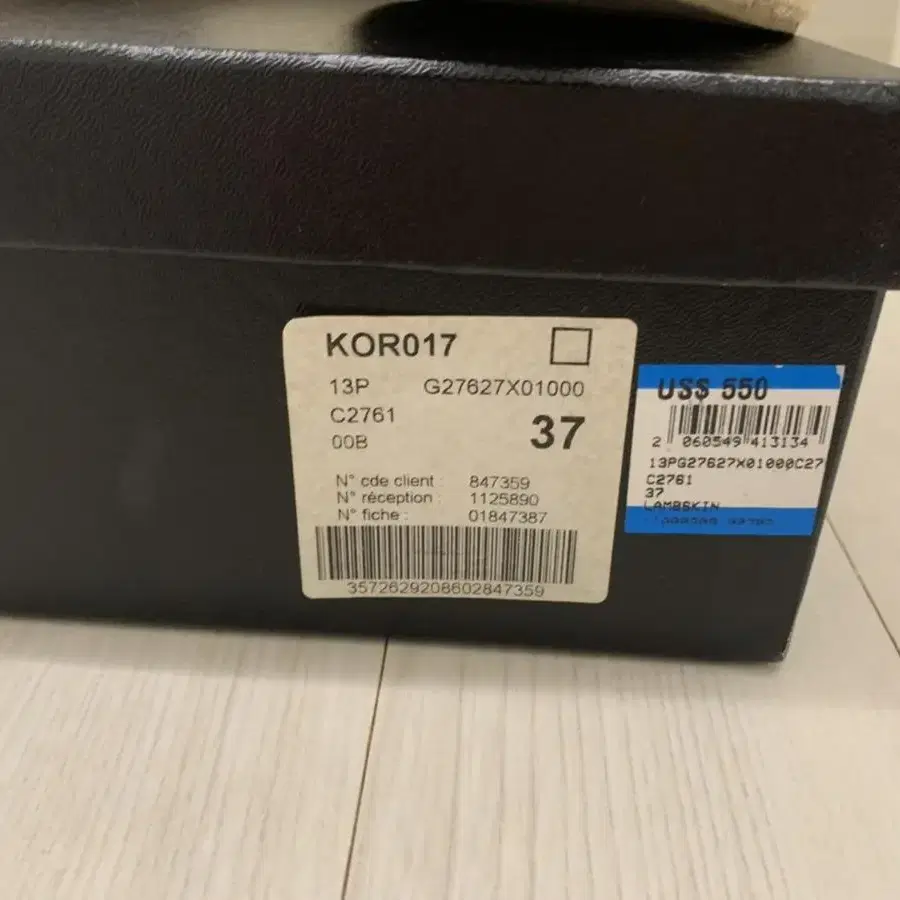 KOR017
13P G27627X01000
C2761
00B 37
N° cde client : 847359
N° réception : 1125890
N° fiche : 01847387
3572629208602847359
US$ 550
2 060549 413134
13PG27627X01000C27
C2761
37
LAMBSKIN